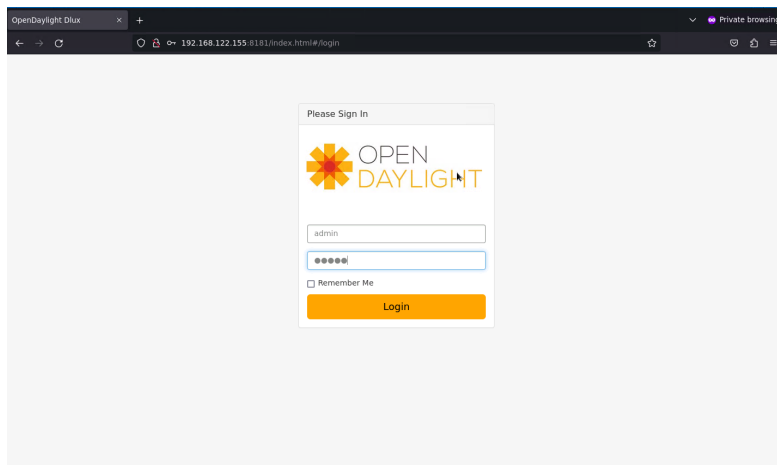 OpenDaylight Dlux
Private browsing
192.168.122.155:8181/index.html#/login
Please Sign In
OPEN
DAYLIGHT
admin
●●●●●
Remember Me
Login